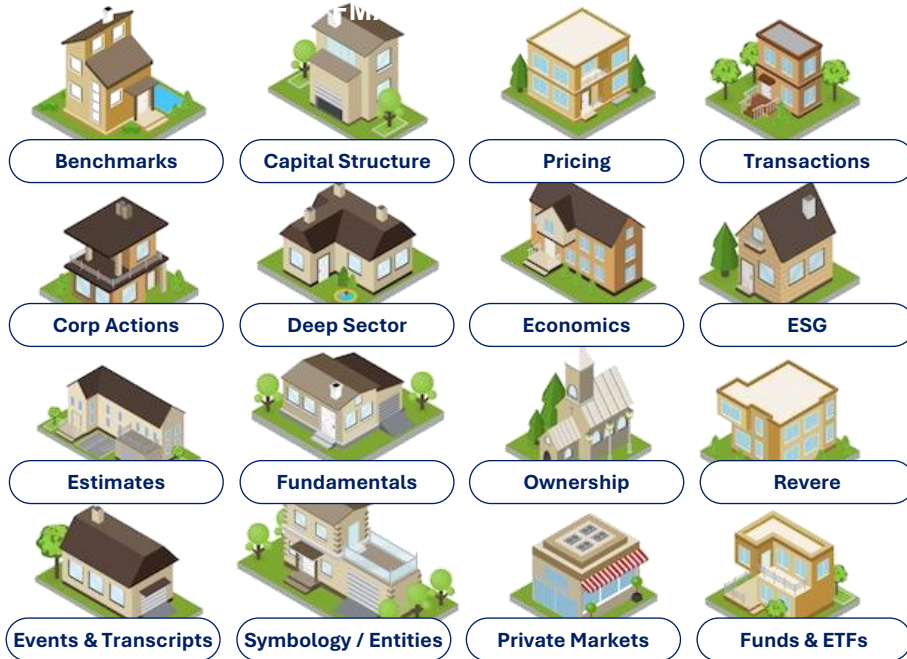 Benchmarks
Capital Structure
Pricing
Transactions
Corp Actions
Deep Sector
Economics
ESG
Estimates
Fundamentals
Ownership
Revere
Events & Transcripts
Symbology / Entities
Private Markets
Funds & ETFs